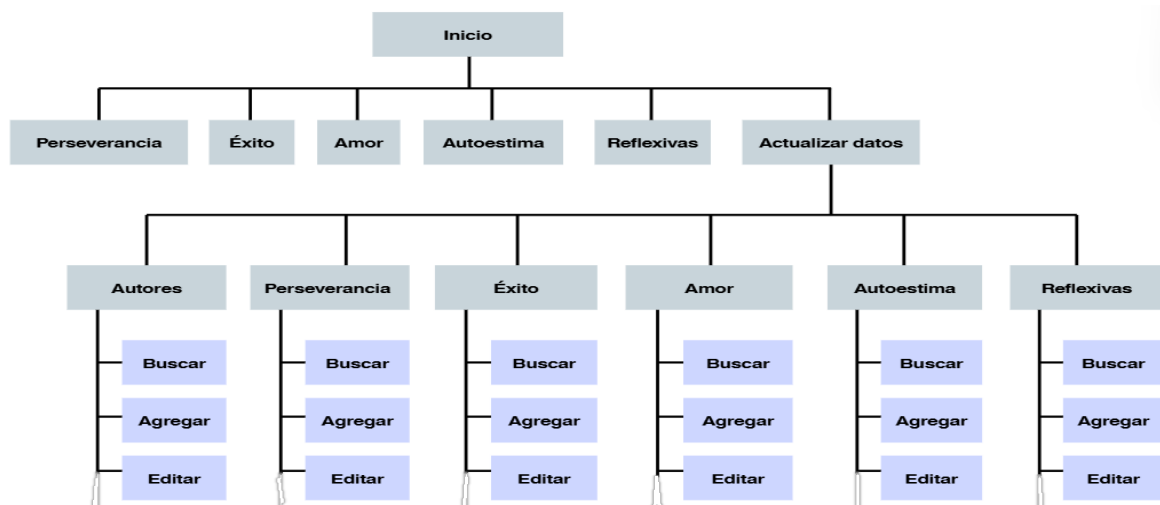 Inicio
Perseverancia
Éxito
Amor
Autoestima
Reflexivas
Actualizar datos
Autores
Perseverancia
Éxito
Amor
Autoestima
Reflexivas
Buscar
Buscar
Buscar
Buscar
Buscar
Buscar
Agregar
Agregar
Agregar
Agregar
Agregar
Agregar
Editar
Editar
Editar
Editar
Editar
Editar